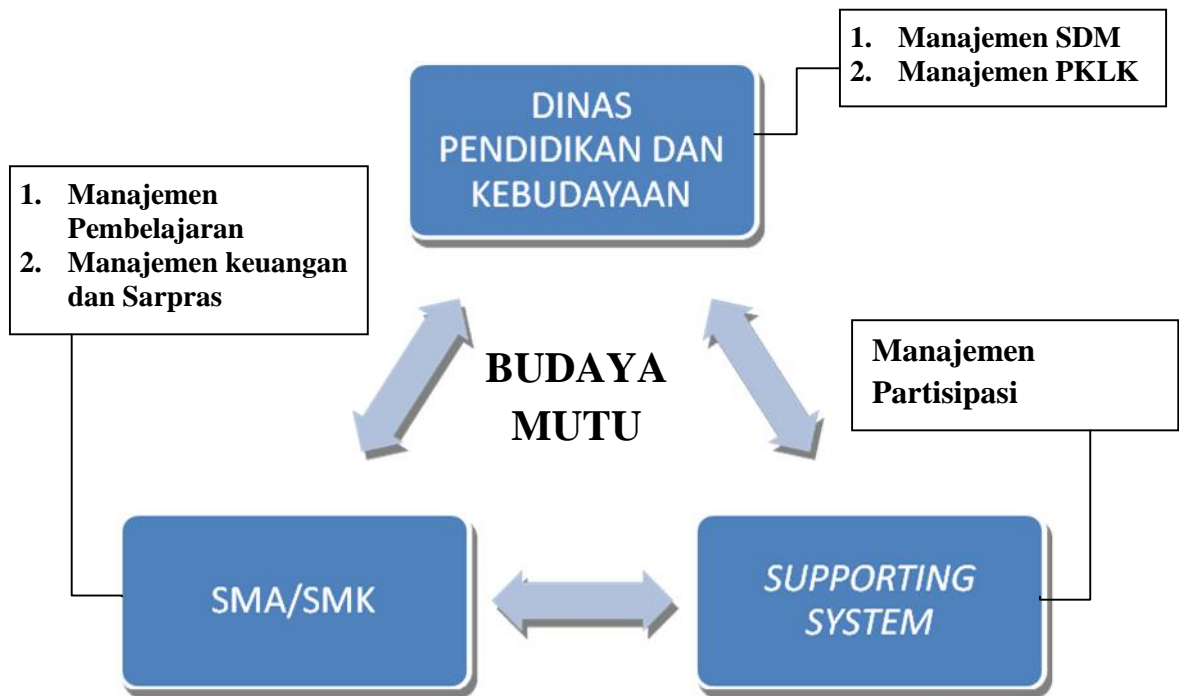 1. Manajemen SDM
2. Manajemen PKLK
DINAS
PENDIDIKAN DAN
KEBUDAYAAN
1. Manajemen
Pembelajaran
2. Manajemen keuangan
dan Sarpras
BUDAYA
MUTU
Manajemen
Partisipasi
SMA/SMK
SUPPORTING
SYSTEM